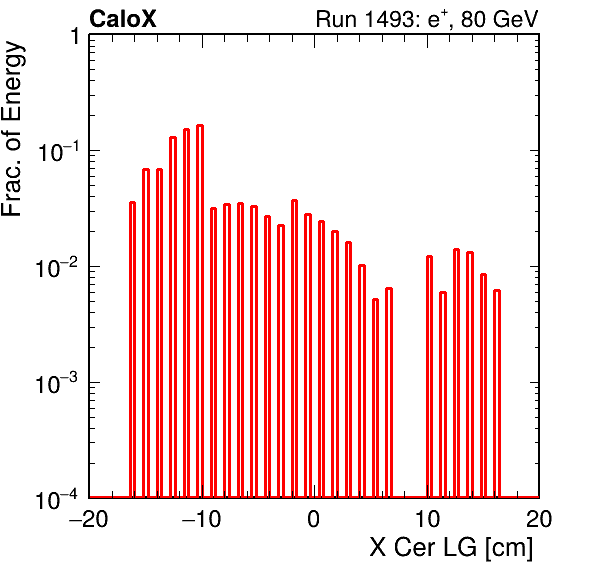 CaloX Run 1493: e⁺, 80 GeV
Frac. of Energy
1
10⁻¹
10⁻²
10⁻³
10⁻⁴
−20 −10 0 10 20
X Cer LG [cm]